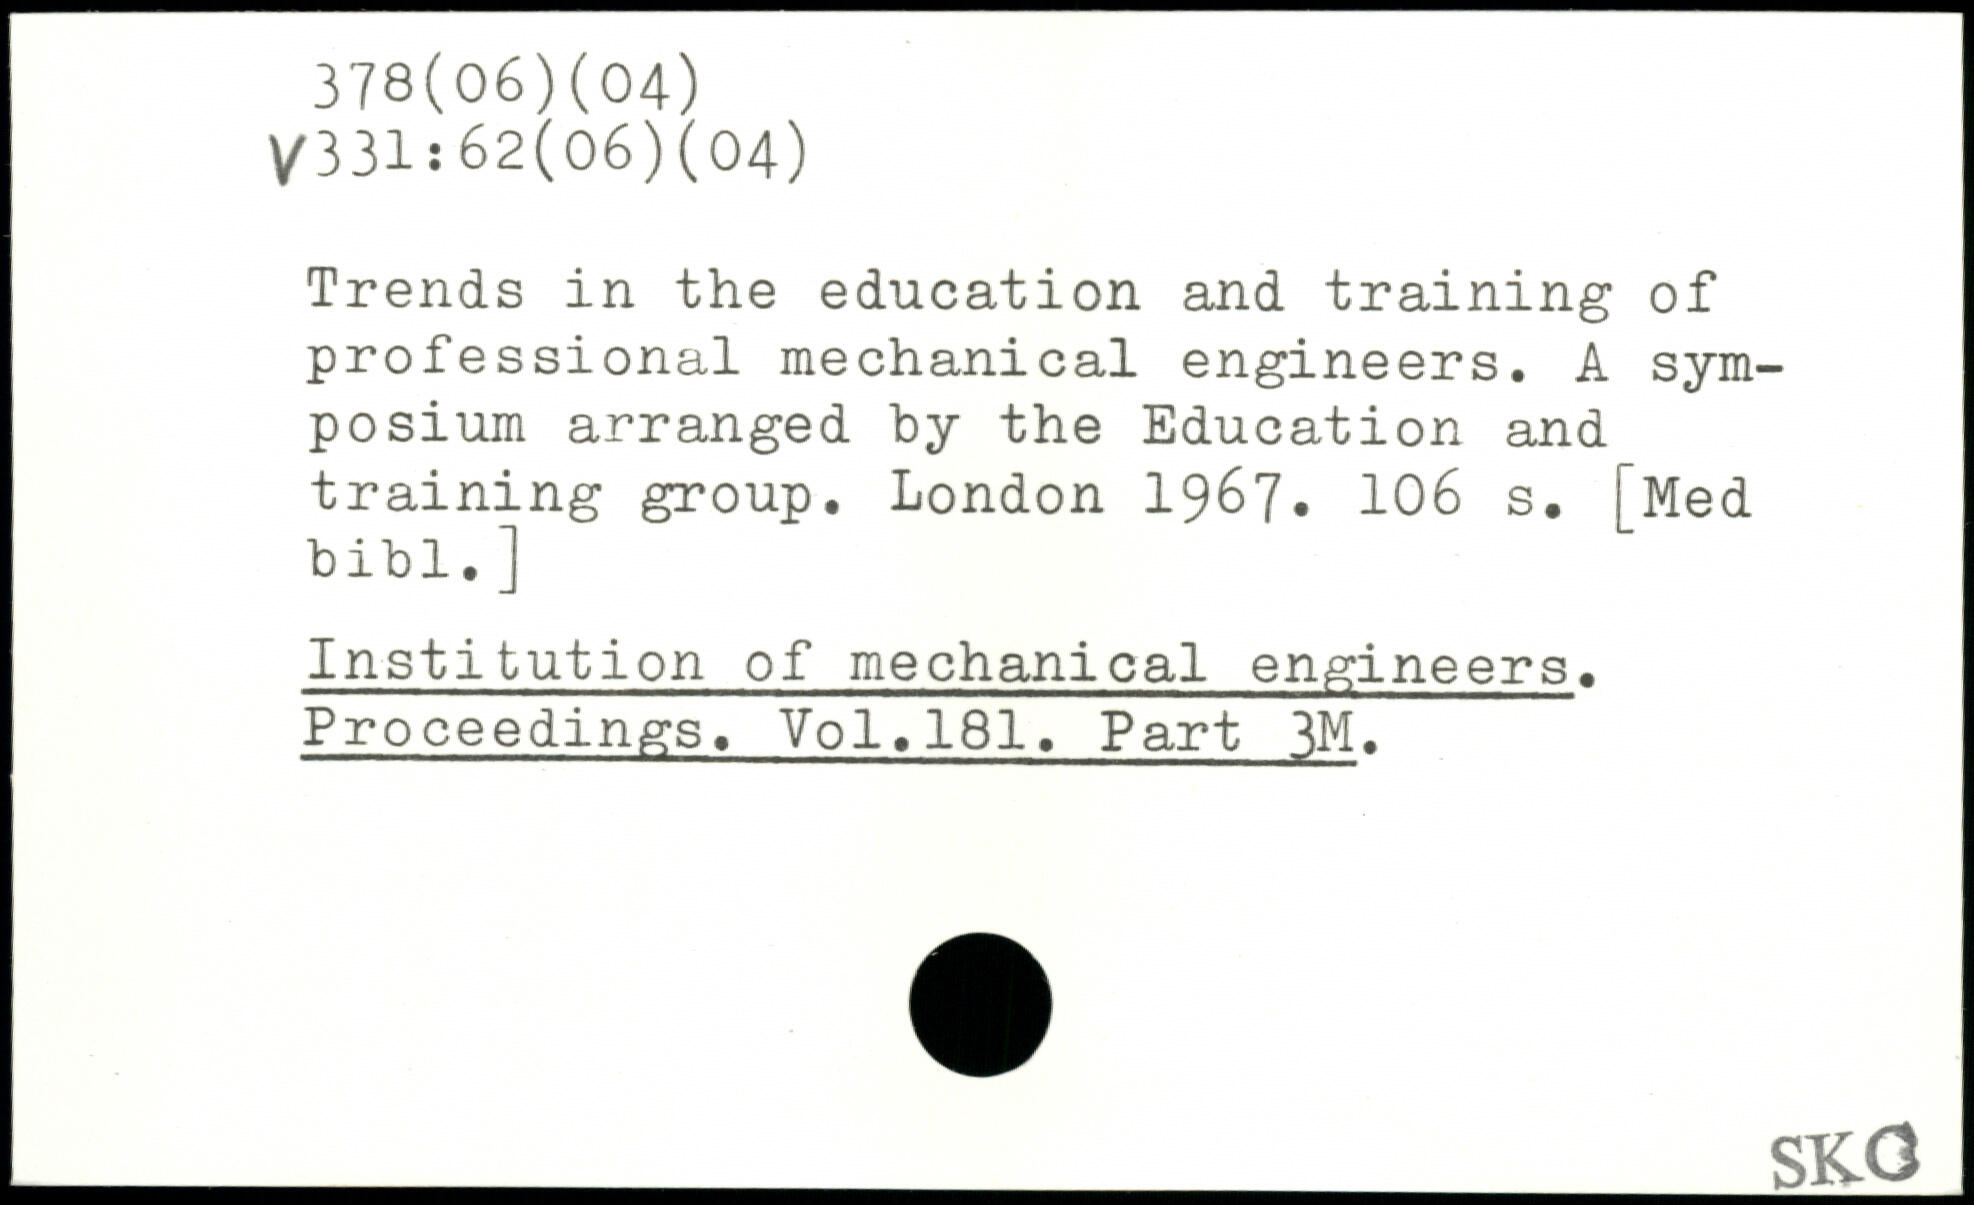 378(06)(04)
V331:62(06)(04)
Trends in the education and training of
professional mechanical engineers. A sym-
posium arranged by the Education and
training group. London 1967. 106 s. [Med
bibl.]
Institution of mechanical engineers.
Proceedings. Vol.181. Part 3M.
SKC